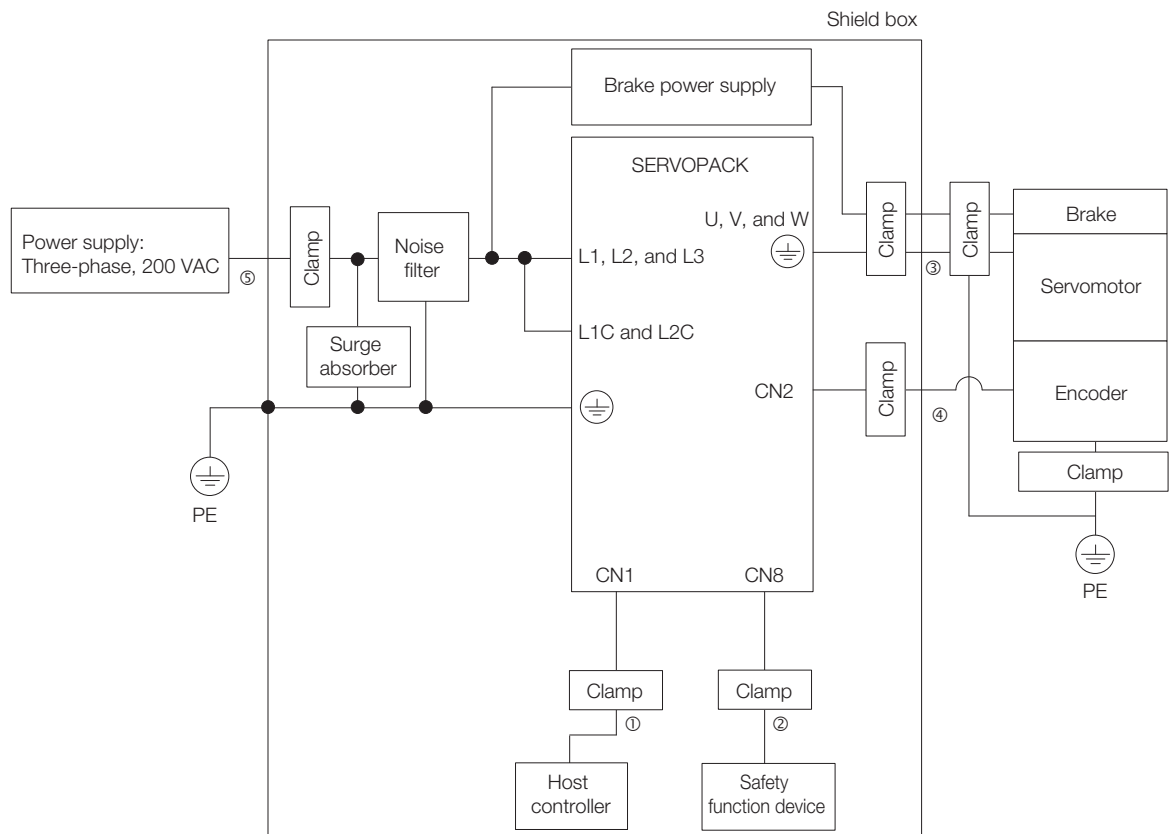 Shield box
Brake power supply
SERVOPACK
U, V, and W
Clamp
Clamp
Brake
Power supply:
Three-phase, 200 VAC
⑤
Clamp
Noise
filter
L1, L2, and L3
③
Servomotor
Surge
absorber
L1C and L2C
CN2
Clamp
④
Encoder
Clamp
PE
PE
CN1
CN8
Clamp
①
Clamp
②
Host
controller
Safety
function device